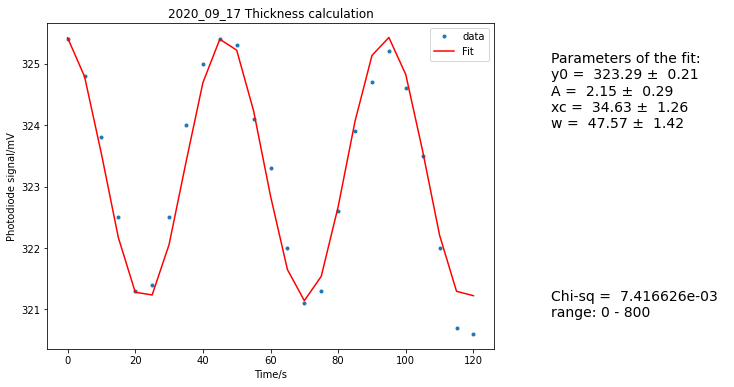 2020_09_17 Thickness calculation
data
Fit
Photodiode signal/mV
325
324
323
322
321
0 20 40 60 80 100 120
Time/s
Parameters of the fit:
y0 =  323.29 ±  0.21
A =  2.15 ±  0.29
xc =  34.63 ±  1.26
w =  47.57 ±  1.42
Chi-sq =  7.416626e-03
range: 0 - 800